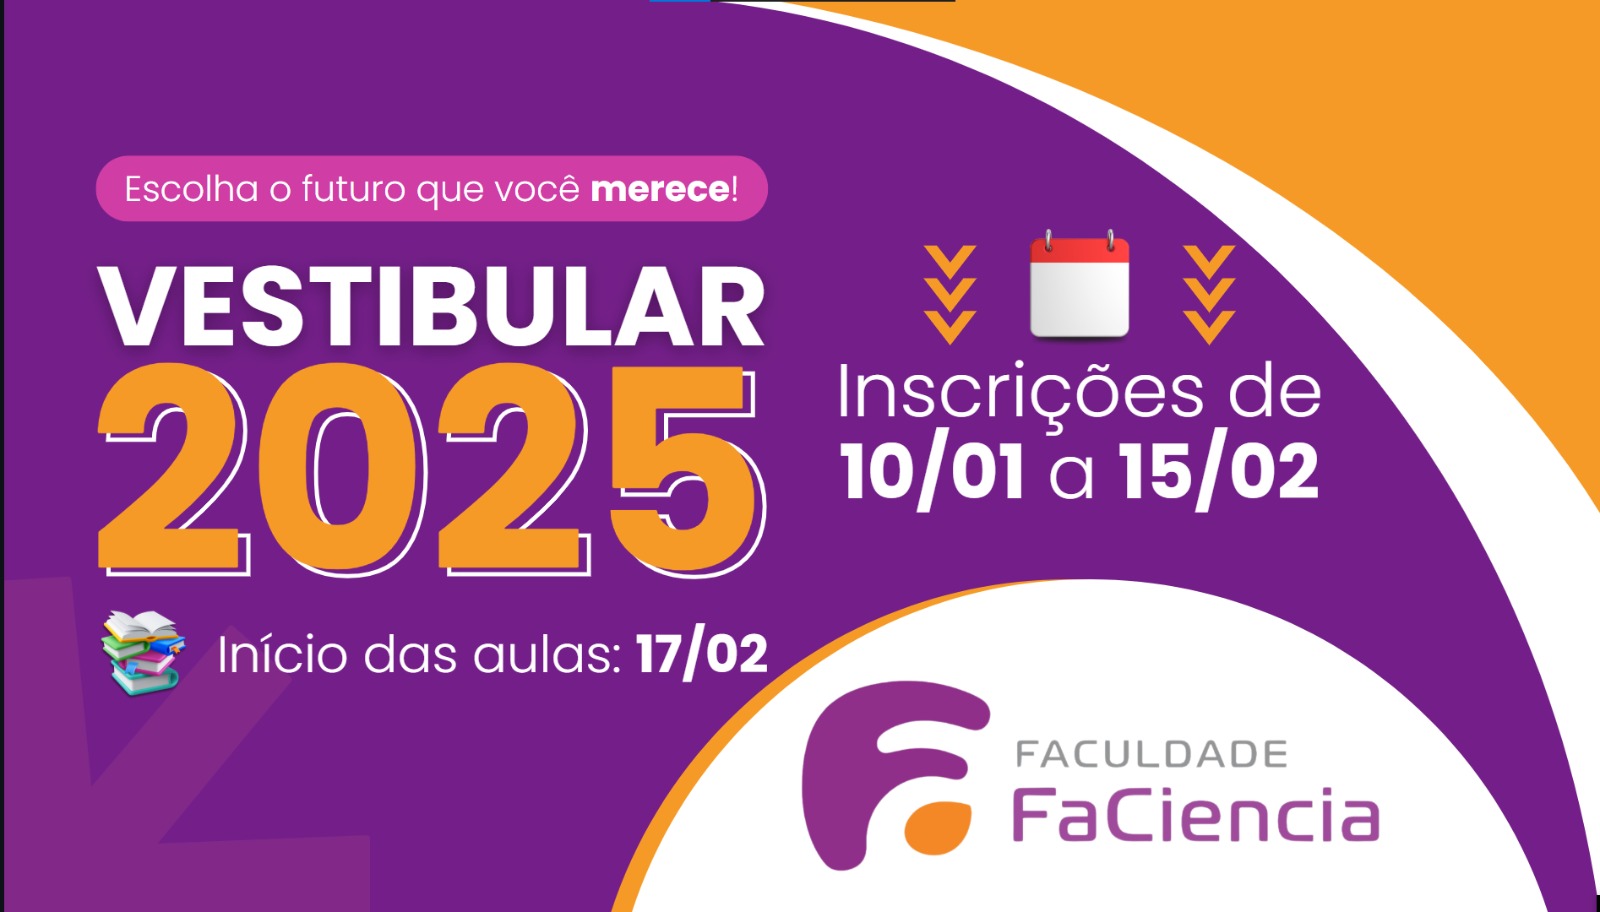 Escolha o futuro que você merece!
VESTIBULAR
2025
Início das aulas: 17/02
Inscrições de
10/01 a 15/02
FACULDADE
FaCiencia